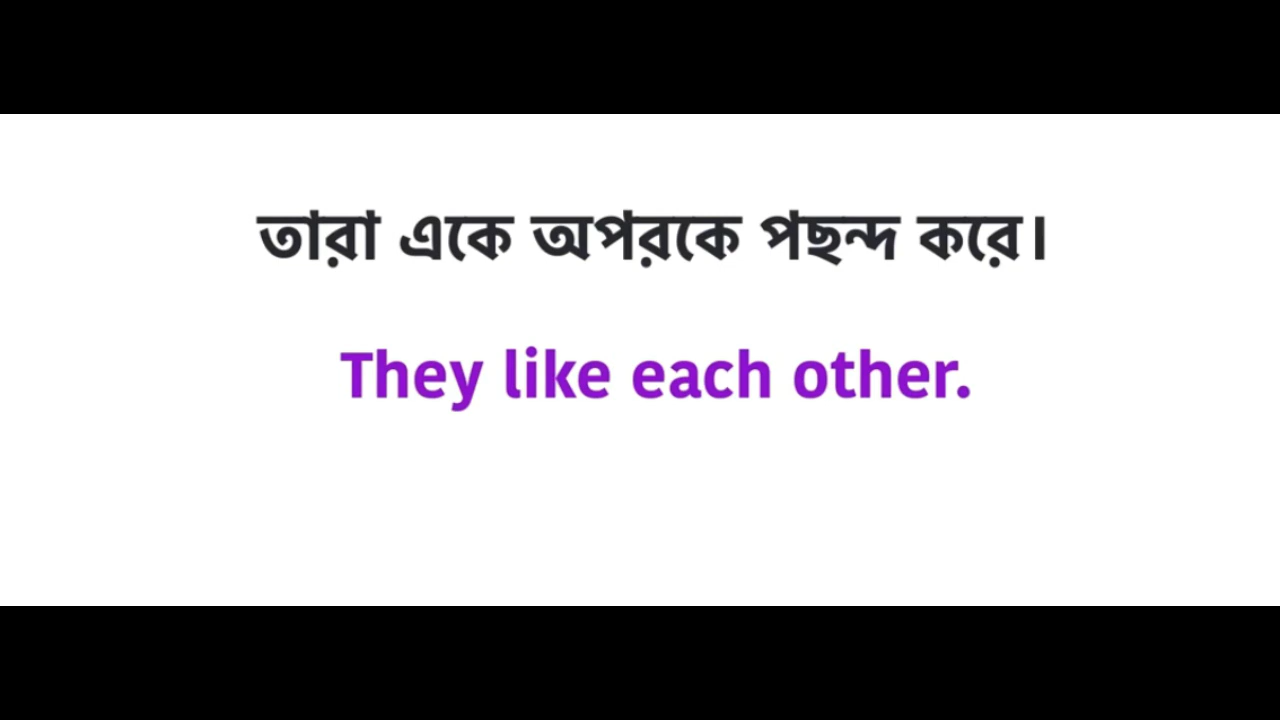 তারা একে অপরকে পছন্দ করে।
They like each other.